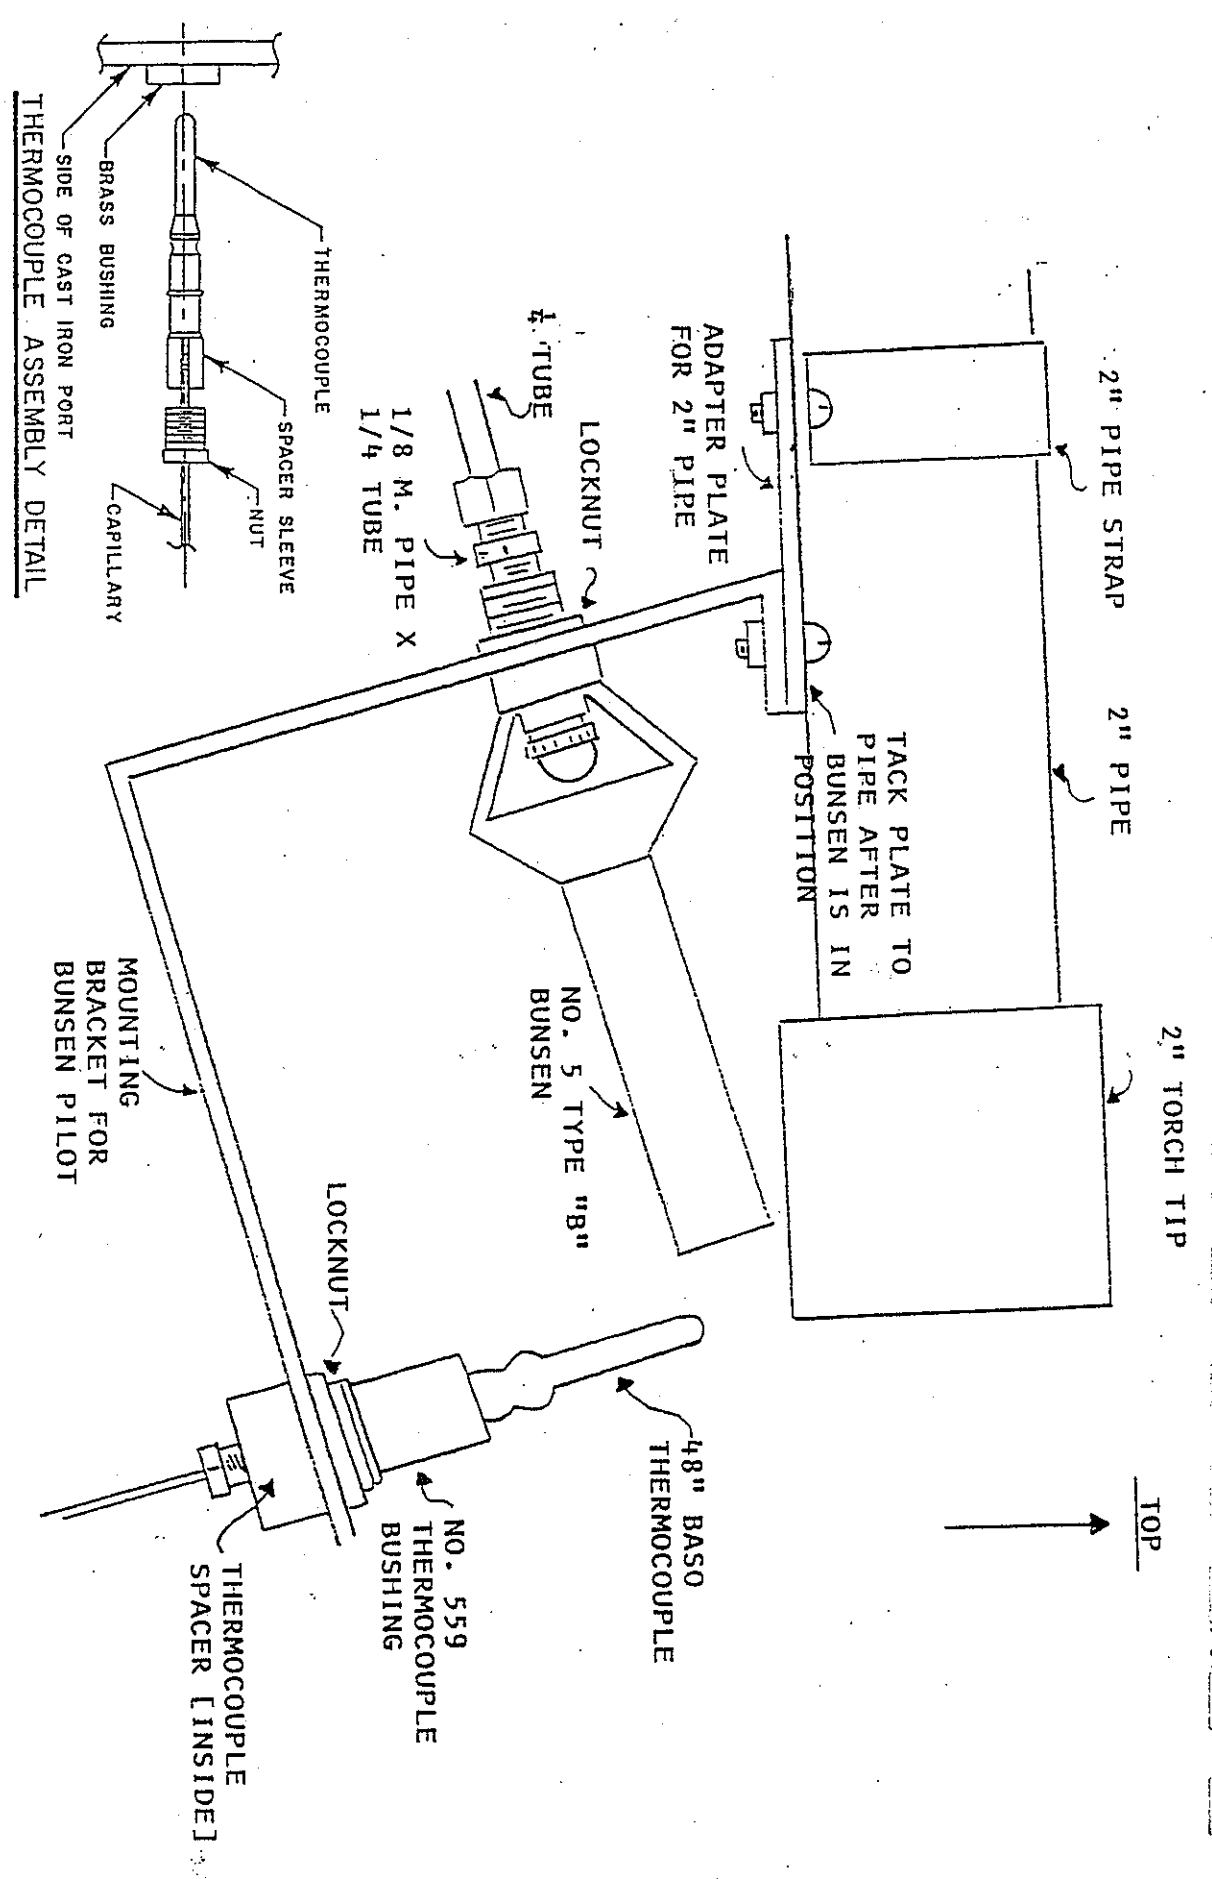 TOP
2" PIPE STRAP
2" PIPE
2" TORCH TIP
TACK PLATE TO
PIPE AFTER
BUNSEN IS IN
POSITION
ADAPTER PLATE
FOR 2" PIPE
LOCKNUT
¼ TUBE
1/8 M. PIPE X
1/4 TUBE
NO. 5 TYPE "B"
BUNSEN
48" BASO
THERMOCOUPLE
NO. 559
THERMOCOUPLE
BUSHING
LOCKNUT
THERMOCOUPLE
SPACER [INSIDE]
MOUNTING
BRACKET FOR
BUNSEN PILOT
THERMOCOUPLE
SPACER SLEEVE
NUT
CAPILLARY
BRASS BUSHING
SIDE OF CAST IRON PORT
THERMOCOUPLE ASSEMBLY DETAIL